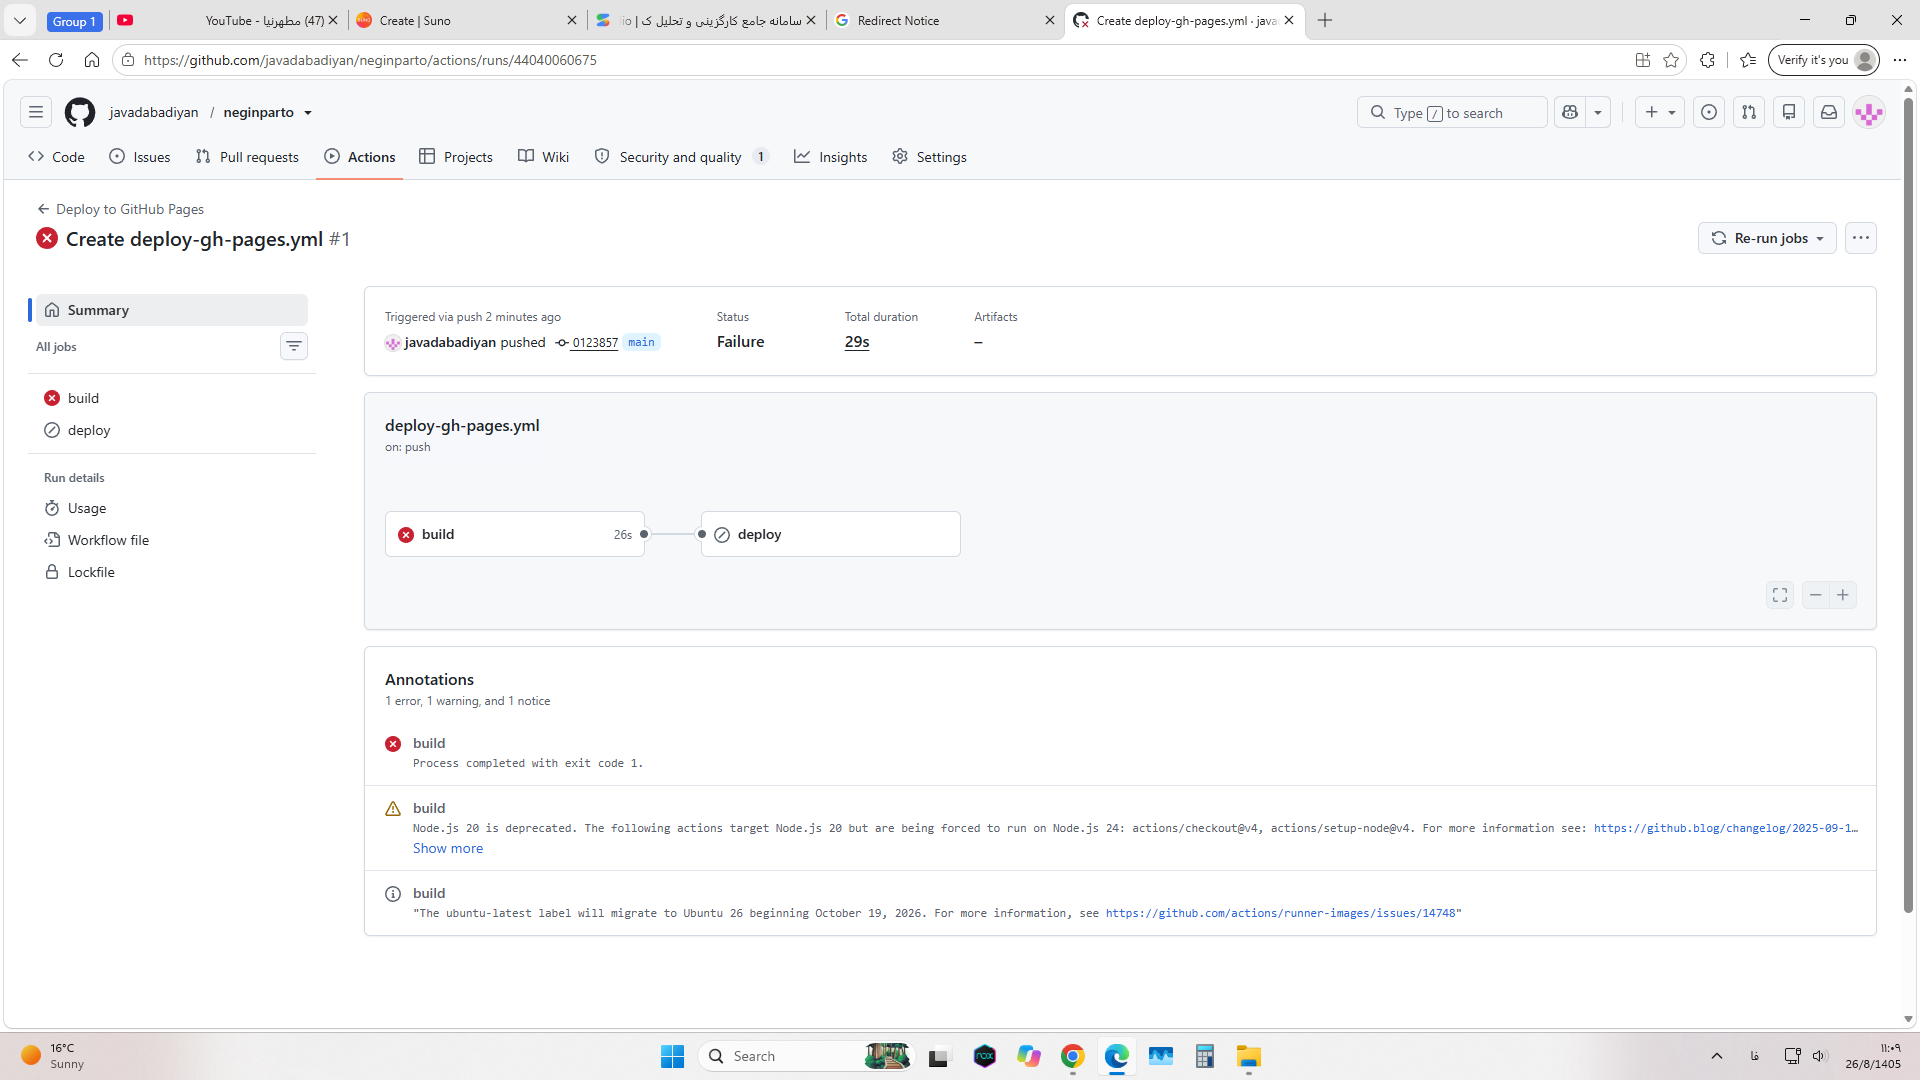 Group 1
YouTube - مطهرنیا (47)
Create | Suno
سامانه جامع کارگزینی و تحلیل ک | io
Redirect Notice
Create deploy-gh-pages.yml · java
https://github.com/javadabadiyan/neginparto/actions/runs/44040060675
Verify it's you
javadabadiyan / neginparto
Type / to search
Code
Issues
Pull requests
Actions
Projects
Wiki
Security and quality 1
Insights
Settings
Deploy to GitHub Pages
Create deploy-gh-pages.yml #1
Re-run jobs
Summary
All jobs
build
deploy
Run details
Usage
Workflow file
Lockfile
Triggered via push 2 minutes ago
javadabadiyan pushed 0123857 main
Status
Failure
Total duration
29s
Artifacts
–
deploy-gh-pages.yml
on: push
build 26s
deploy
Annotations
1 error, 1 warning, and 1 notice
build
Process completed with exit code 1.
build
Node.js 20 is deprecated. The following actions target Node.js 20 but are being forced to run on Node.js 24: actions/checkout@v4, actions/setup-node@v4. For more information see: https://github.blog/changelog/2025-09-1…
Show more
build
"The ubuntu-latest label will migrate to Ubuntu 26 beginning October 19, 2026. For more information, see https://github.com/actions/runner-images/issues/14748"
16°C
Sunny
Search
فا
۱۱:۰۹
26/8/1405